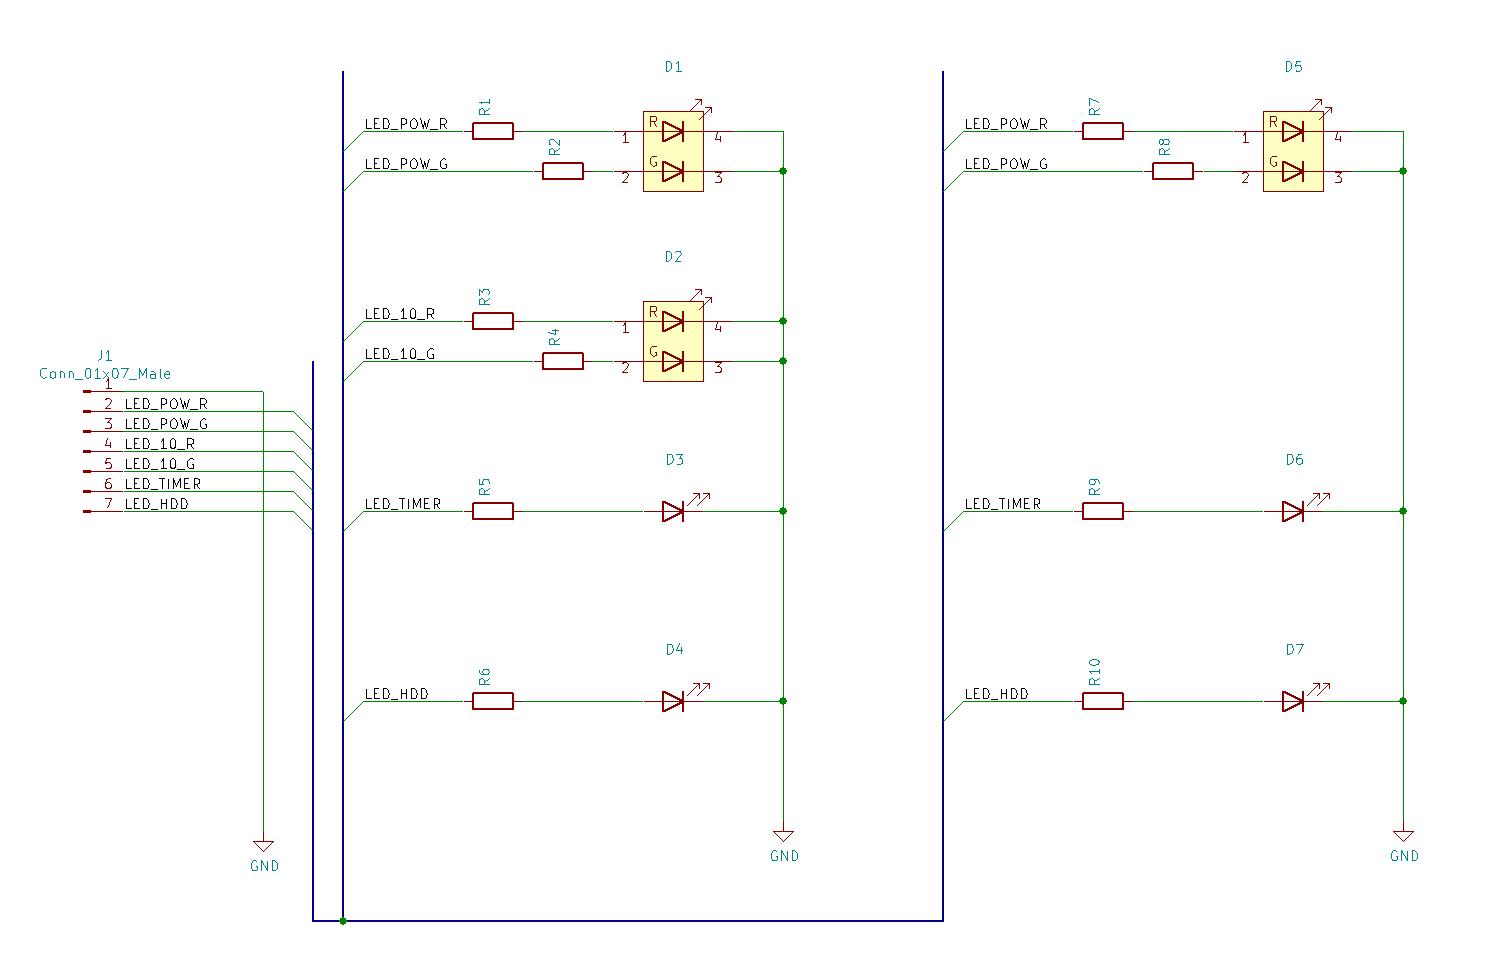 D1
R1
LED_POW_R
R
1
4
R2
LED_POW_G
G
2
3
D2
R3
LED_10_R
R
1
4
R4
LED_10_G
G
2
3
D3
R5
LED_TIMER
D4
R6
LED_HDD
GND
J1
Conn_01x07_Male
1
2 LED_POW_R
3 LED_POW_G
4 LED_10_R
5 LED_10_G
6 LED_TIMER
7 LED_HDD
GND
D5
R7
LED_POW_R
R
1
4
R8
LED_POW_G
G
2
3
D6
R9
LED_TIMER
D7
R10
LED_HDD
GND